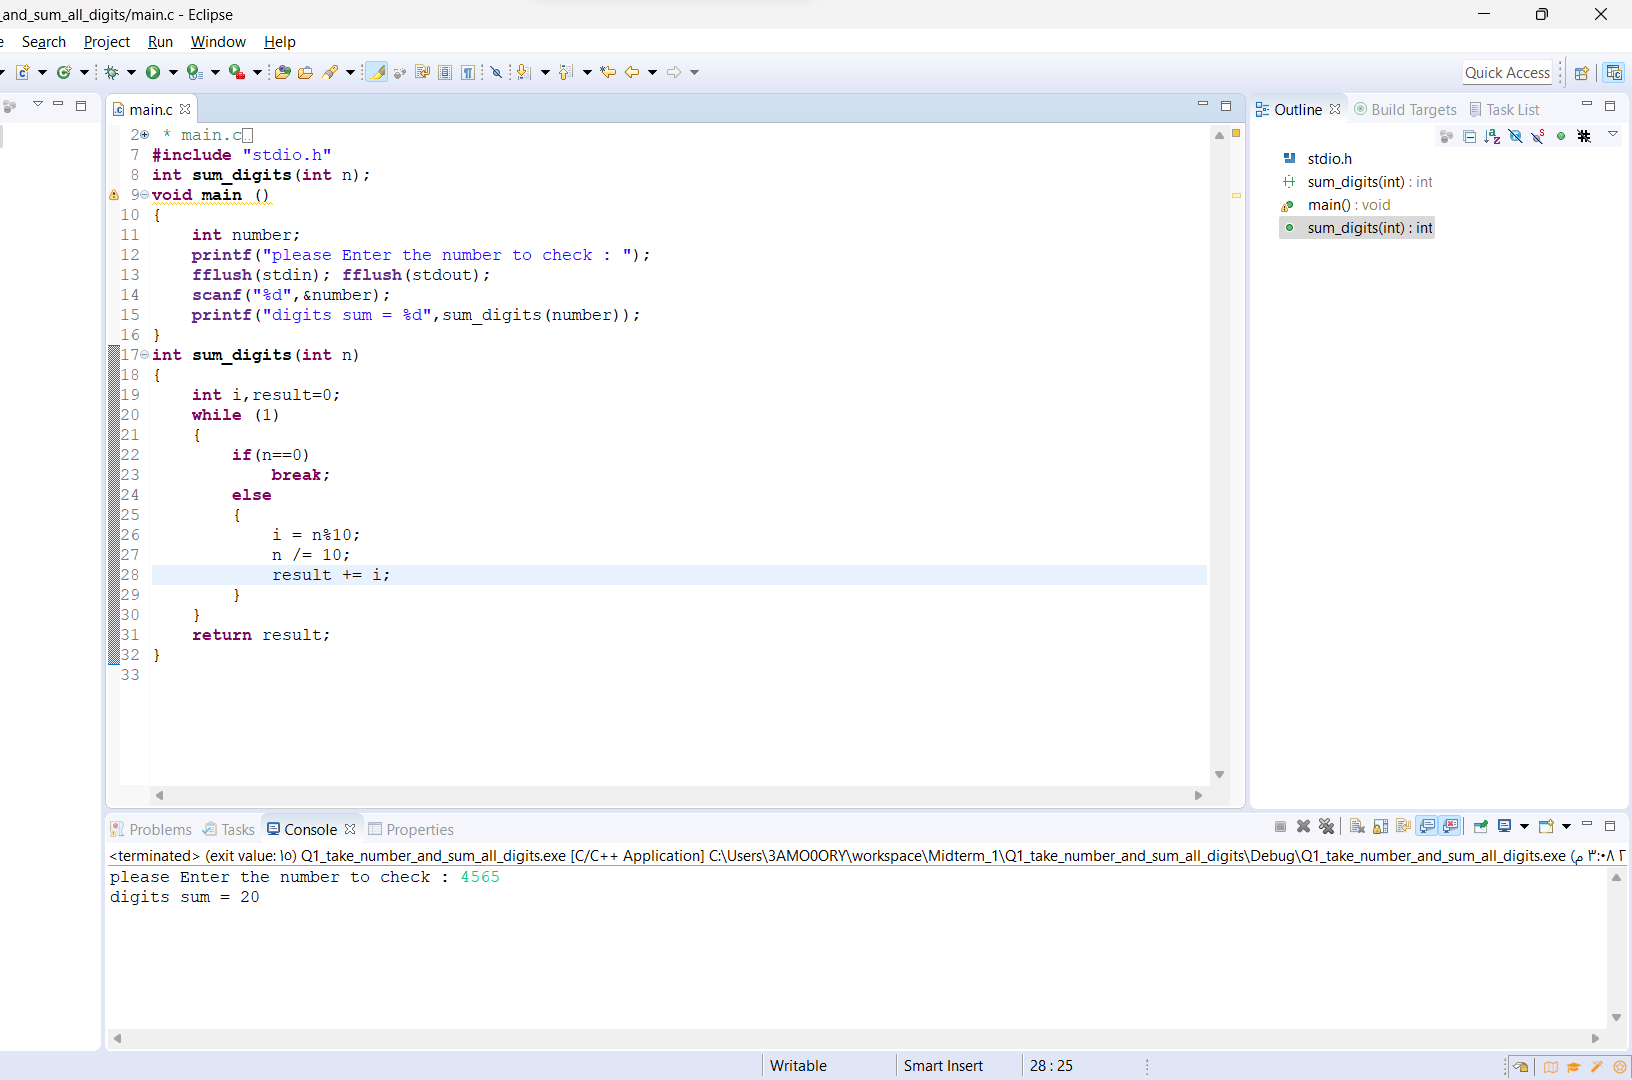 _and_sum_all_digits/main.c - Eclipse
e Search Project Run Window Help
Quick Access
main.c
2 * main.c
7 #include "stdio.h"
8 int sum_digits(int n);
9 void main ()
10 {
11 int number;
12 printf("please Enter the number to check : ");
13 fflush(stdin); fflush(stdout);
14 scanf("%d",&number);
15 printf("digits sum = %d",sum_digits(number));
16 }
17 int sum_digits(int n)
18 {
19 int i,result=0;
20 while (1)
21 {
22 if(n==0)
23 break;
24 else
25 {
26 i = n%10;
27 n /= 10;
28 result += i;
29 }
30 }
31 return result;
32 }
33
Outline Build Targets Task List
stdio.h
sum_digits(int) : int
main() : void
sum_digits(int) : int
Problems Tasks Console Properties
<terminated> (exit value: ١٥) Q1_take_number_and_sum_all_digits.exe [C/C++ Application] C:\Users\3AMO0ORY\workspace\Midterm_1\Q1_take_number_and_sum_all_digits\Debug\Q1_take_number_and_sum_all_digits.exe
please Enter the number to check : 4565
digits sum = 20
Writable Smart Insert 28 : 25